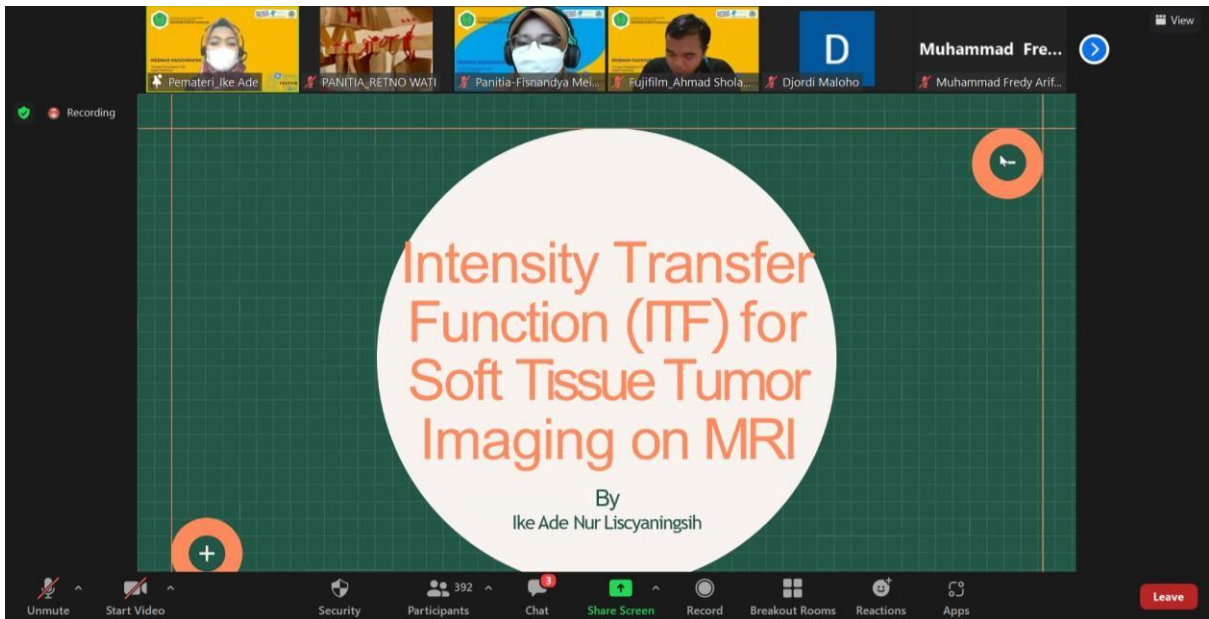 View
WEBINAR RADIOGRAFER
Pemateri_Ike Ade
PANITIA_RETNO WATI
Panitia-Fisnandya Mei...
Fujifilm_Ahmad Shola...
D
Djordi Maloho
Muhammad Fre...
Muhammad Fredy Arif...
Recording
Intensity Transfer
Function (ITF) for
Soft Tissue Tumor
Imaging on MRI
By
Ike Ade Nur Liscyaningsih
+
Unmute
Start Video
Security
392
Participants
3
Chat
Share Screen
Record
Breakout Rooms
Reactions
Apps
Leave